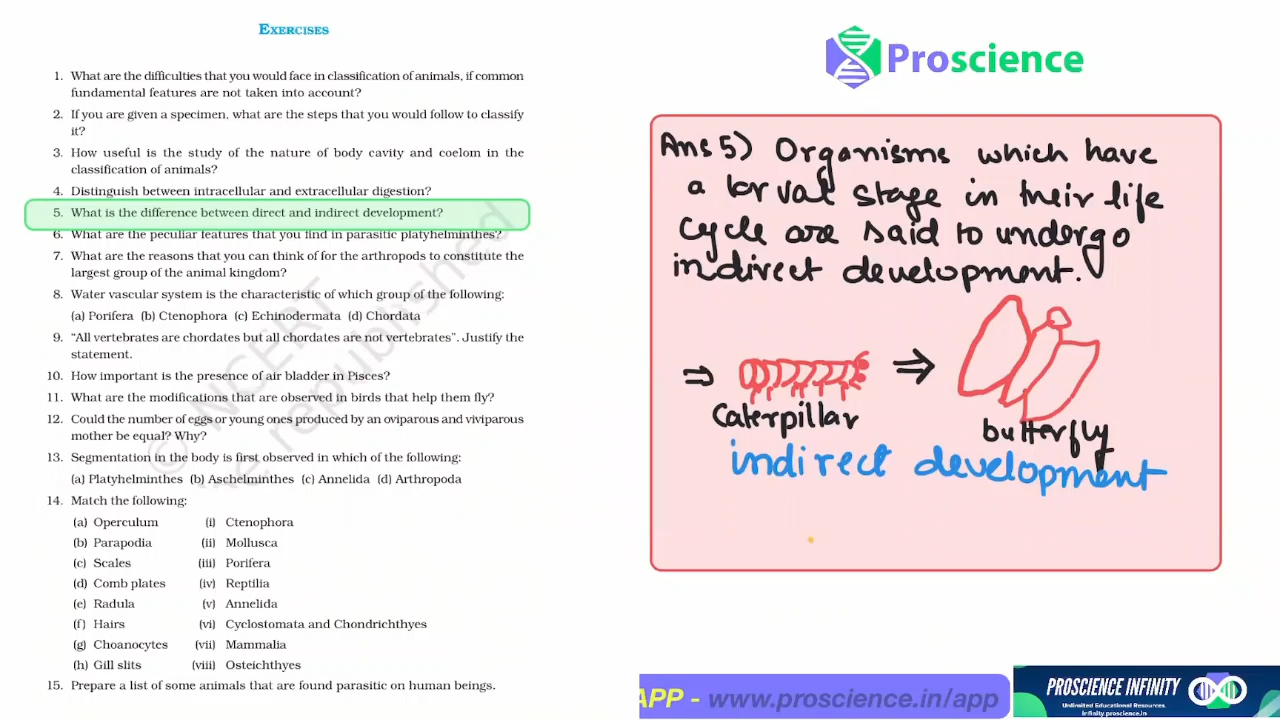 EXERCISES
1. What are the difficulties that you would face in classification of animals, if common
fundamental features are not taken into account?
2. If you are given a specimen, what are the steps that you would follow to classify
it?
3. How useful is the study of the nature of body cavity and coelom in the
classification of animals?
4. Distinguish between intracellular and extracellular digestion?
5. What is the difference between direct and indirect development?
6. What are the peculiar features that you find in parasitic platyhelminthes?
7. What are the reasons that you can think of for the arthropods to constitute the
largest group of the animal kingdom?
8. Water vascular system is the characteristic of which group of the following:
(a) Porifera (b) Ctenophora (c) Echinodermata (d) Chordata
9. “All vertebrates are chordates but all chordates are not vertebrates”. Justify the
statement.
10. How important is the presence of air bladder in Pisces?
11. What are the modifications that are observed in birds that help them fly?
12. Could the number of eggs or young ones produced by an oviparous and viviparous
mother be equal? Why?
13. Segmentation in the body is first observed in which of the following:
(a) Platyhelminthes (b) Aschelminthes (c) Annelida (d) Arthropoda
14. Match the following:
(a) Operculum (i) Ctenophora
(b) Parapodia (ii) Mollusca
(c) Scales (iii) Porifera
(d) Comb plates (iv) Reptilia
(e) Radula (v) Annelida
(f) Hairs (vi) Cyclostomata and Chondrichthyes
(g) Choanocytes (vii) Mammalia
(h) Gill slits (viii) Osteichthyes
15. Prepare a list of some animals that are found parasitic on human beings.
© NCERT
be republished
Proscience
Ans 5) Organisms which have
a larval stage in their life
cycle are said to undergo
indirect development.
⇒ ⇒
Caterpillar
butterfly
indirect development
APP - www.proscience.in/app
PROSCIENCE INFINITY
Unlimited Educational Resources.
infinity.proscience.in